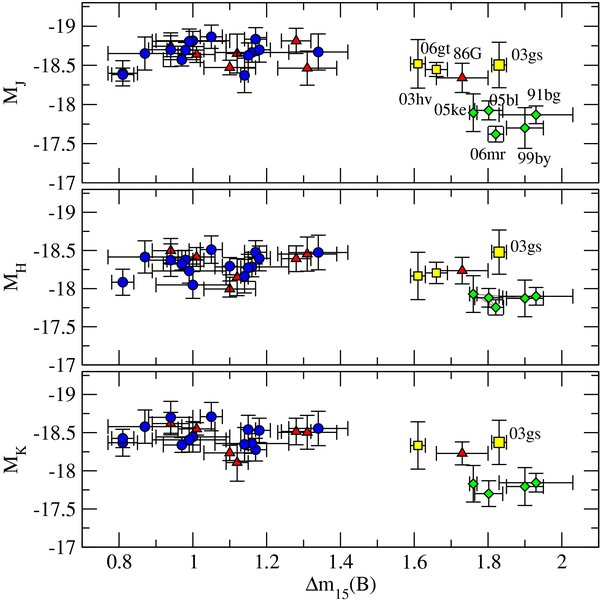 -19
-18.5
-18
-17.5
-17
M_J
06gt
86G
03gs
03hv
05ke
05bl
91bg
06mr
99by
-19
-18.5
-18
-17.5
-17
M_H
03gs
-19
-18.5
-18
-17.5
-17
M_K
03gs
0.8 1 1.2 1.4 1.6 1.8 2
Δm_15(B)